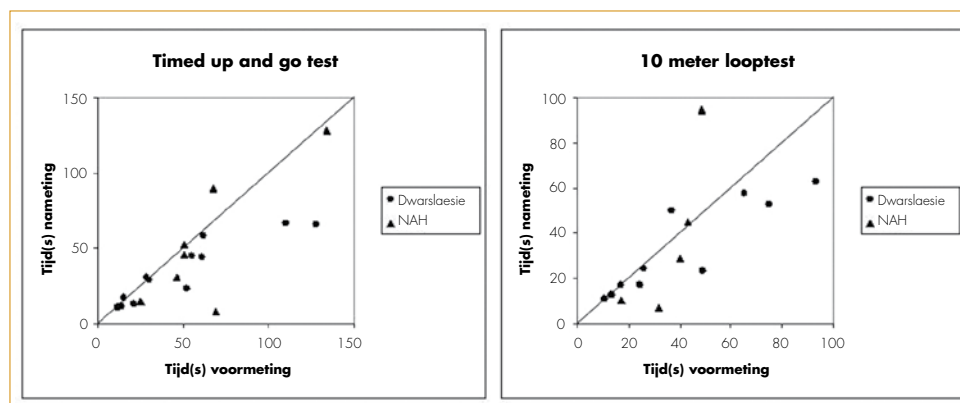 Timed up and go test
150
100
50
0
0
50
100
150
Tijd(s) nameting
Tijd(s) voormeting
Dwarslaesie
NAH
10 meter looptest
100
80
60
40
20
0
0
20
40
60
80
100
Tijd(s) nameting
Tijd(s) voormeting
Dwarslaesie
NAH